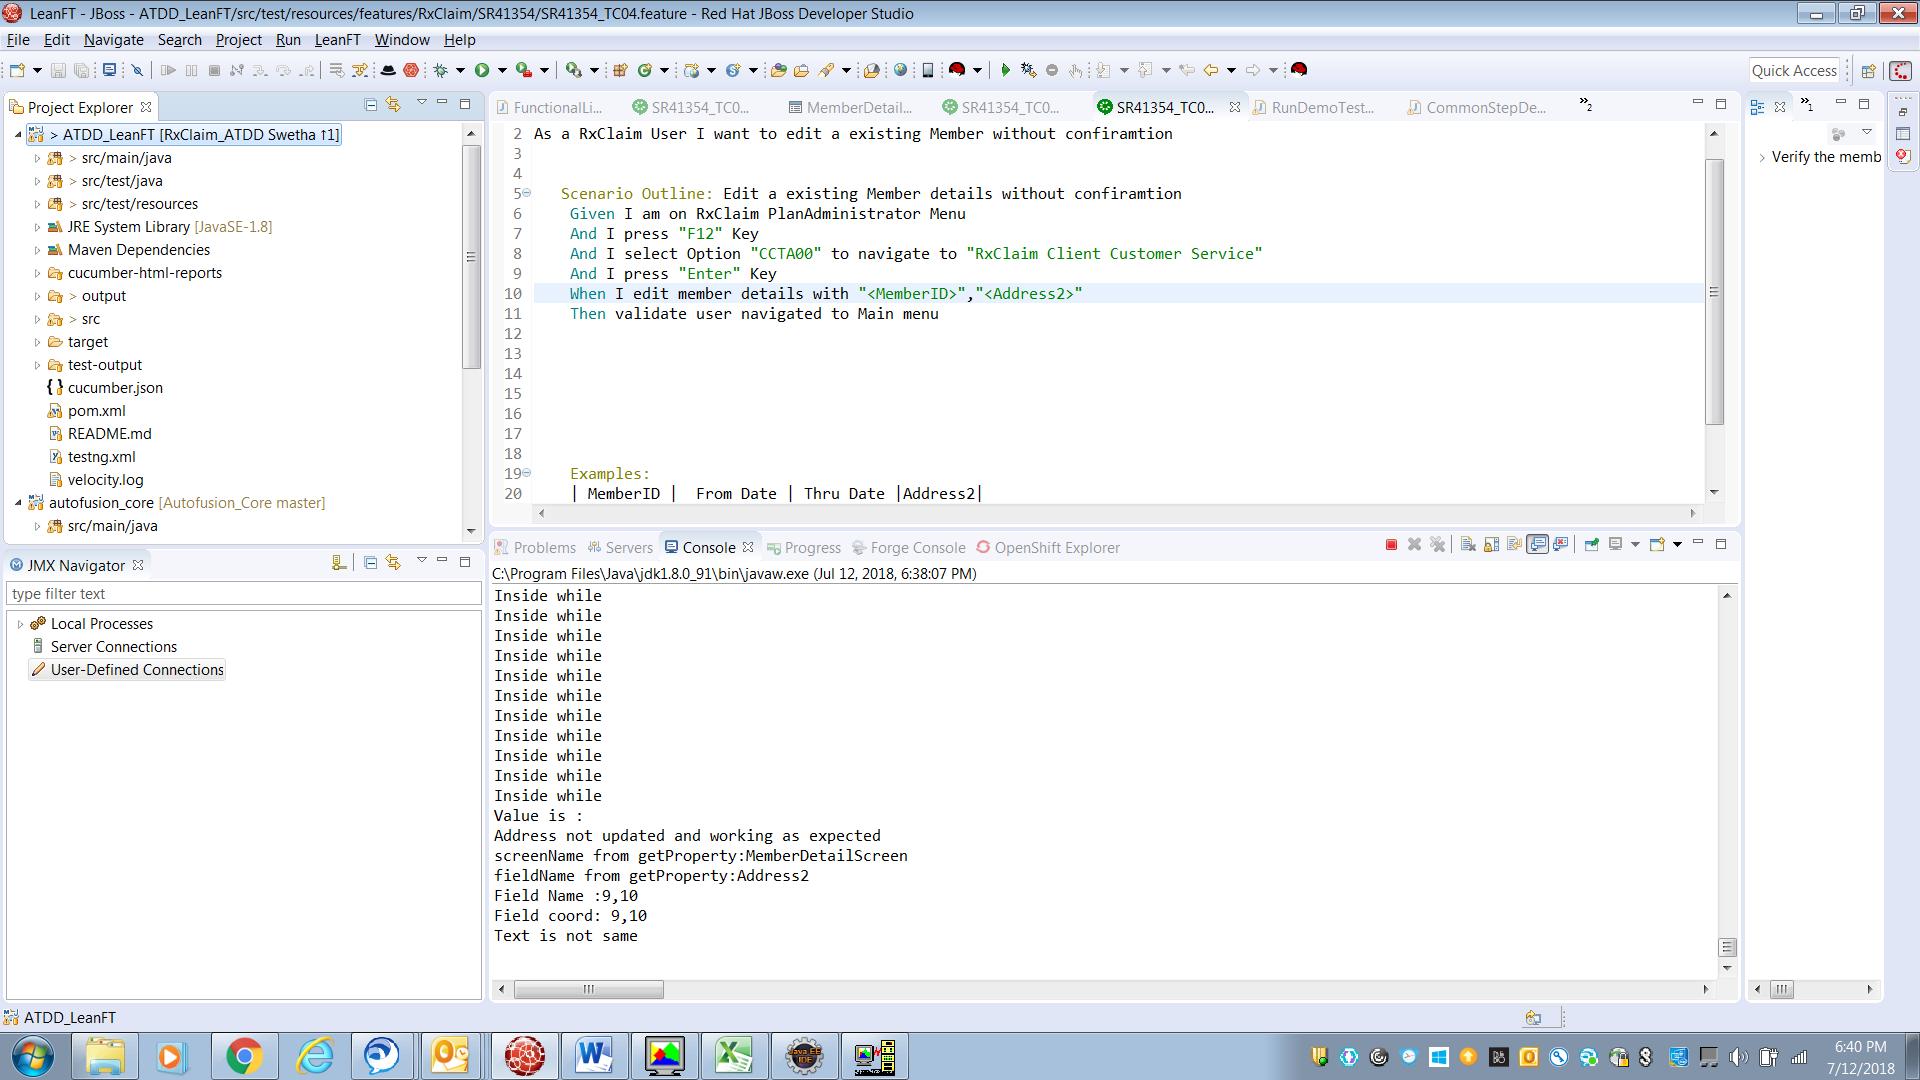 LeanFT - JBoss - ATDD_LeanFT/src/test/resources/features/RxClaim/SR41354/SR41354_TC04.feature - Red Hat JBoss Developer Studio
File Edit Navigate Search Project Run LeanFT Window Help
Quick Access
Project Explorer
> ATDD_LeanFT [RxClaim_ATDD Swetha ↑1]
> src/main/java
> src/test/java
> src/test/resources
JRE System Library [JavaSE-1.8]
Maven Dependencies
cucumber-html-reports
> output
> src
target
test-output
cucumber.json
pom.xml
README.md
testng.xml
velocity.log
autofusion_core [Autofusion_Core master]
src/main/java
FunctionalLi... SR41354_TC0... MemberDetail... SR41354_TC0... SR41354_TC0... RunDemoTest... CommonStepDe... »2
2 As a RxClaim User I want to edit a existing Member without confiramtion
3
4
5 Scenario Outline: Edit a existing Member details without confiramtion
6 Given I am on RxClaim PlanAdministrator Menu
7 And I press "F12" Key
8 And I select Option "CCTA00" to navigate to "RxClaim Client Customer Service"
9 And I press "Enter" Key
10 When I edit member details with "<MemberID>","<Address2>"
11 Then validate user navigated to Main menu
12
13
14
15
16
17
18
19 Examples:
20 | MemberID | From Date | Thru Date |Address2|
»1
> Verify the memb
JMX Navigator
type filter text
Local Processes
Server Connections
User-Defined Connections
Problems Servers Console Progress Forge Console OpenShift Explorer
C:\Program Files\Java\jdk1.8.0_91\bin\javaw.exe (Jul 12, 2018, 6:38:07 PM)
Inside while
Inside while
Inside while
Inside while
Inside while
Inside while
Inside while
Inside while
Inside while
Inside while
Inside while
Value is :
Address not updated and working as expected
screenName from getProperty:MemberDetailScreen
fieldName from getProperty:Address2
Field Name :9,10
Field coord: 9,10
Text is not same
ATDD_LeanFT
Java EE
IDE
6:40 PM
7/12/2018